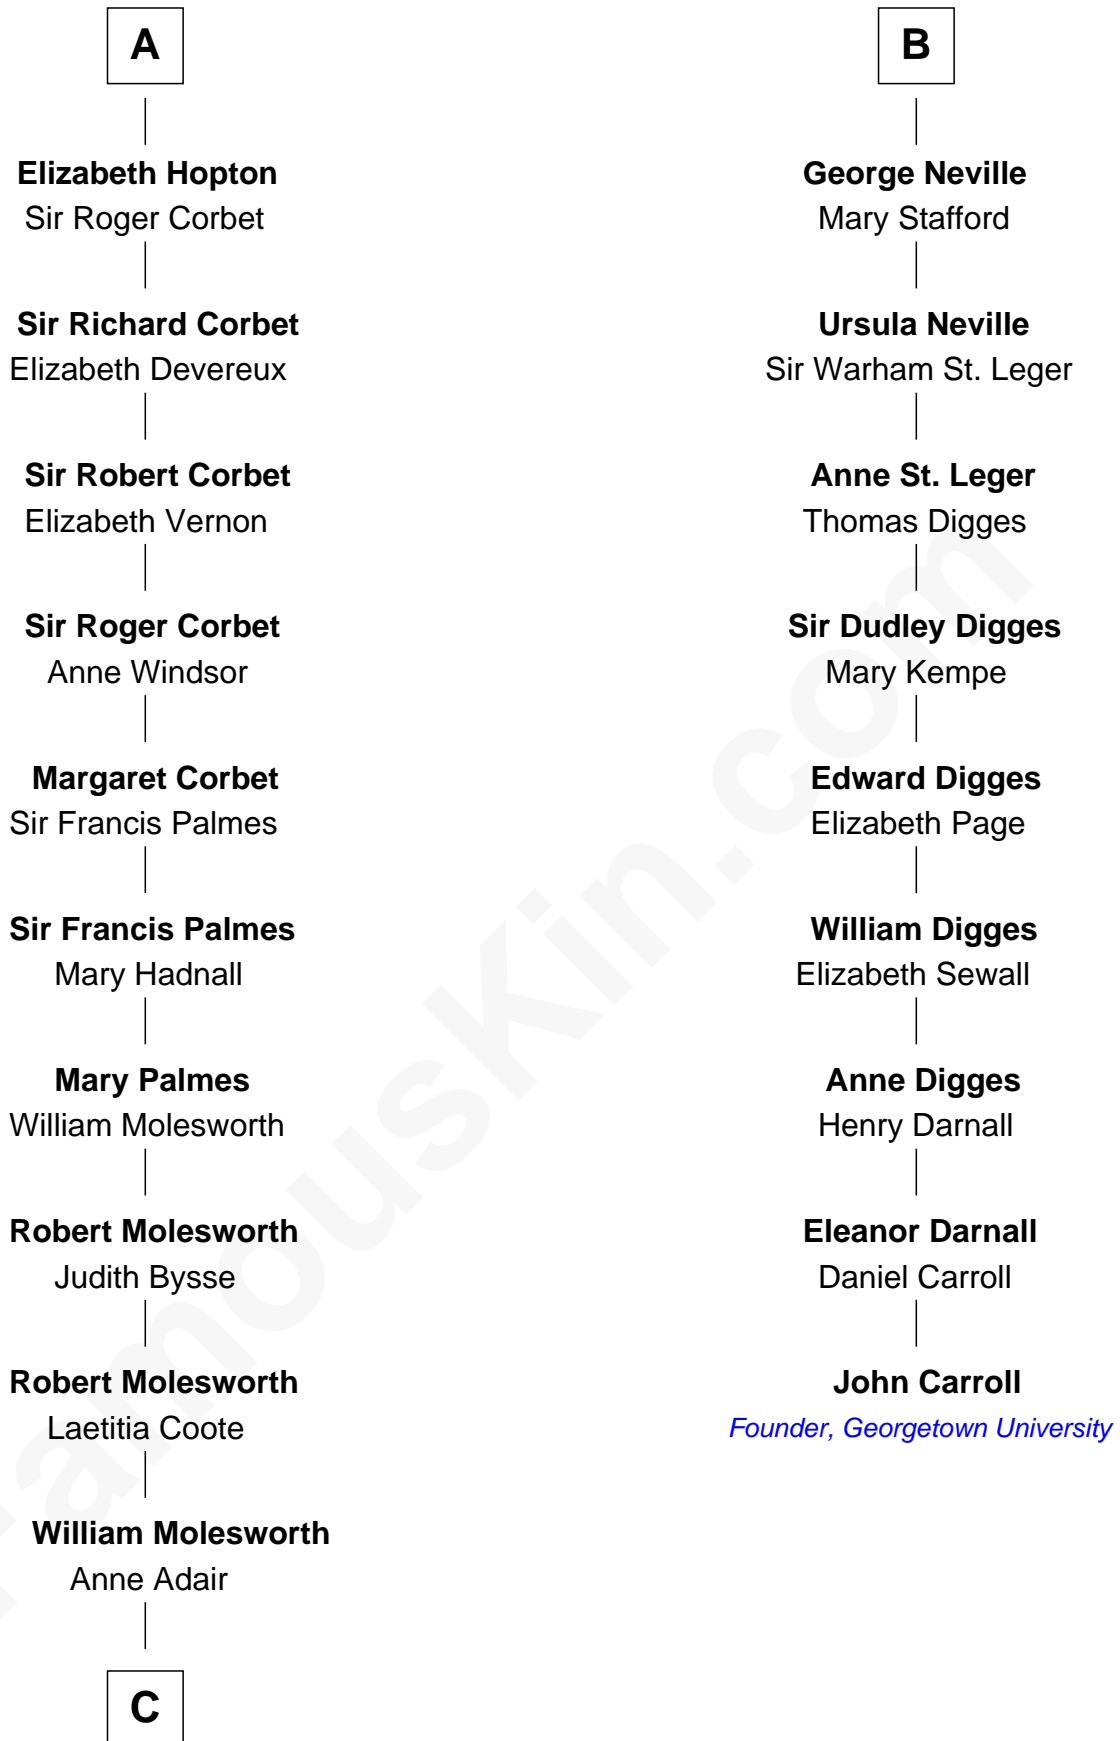 A
Elizabeth Hopton
Sir Roger Corbet
Sir Richard Corbet
Elizabeth Devereux
Sir Robert Corbet
Elizabeth Vernon
Sir Roger Corbet
Anne Windsor
Margaret Corbet
Sir Francis Palmes
Sir Francis Palmes
Mary Hadnall
Mary Palmes
William Molesworth
Robert Molesworth
Judith Bysse
Robert Molesworth
Laetitia Coote
William Molesworth
Anne Adair
C
B
George Neville
Mary Stafford
Ursula Neville
Sir Warham St. Leger
Anne St. Leger
Thomas Digges
Sir Dudley Digges
Mary Kempe
Edward Digges
Elizabeth Page
William Digges
Elizabeth Sewall
Anne Digges
Henry Darnall
Eleanor Darnall
Daniel Carroll
John Carroll
Founder, Georgetown University
FamousKin.com